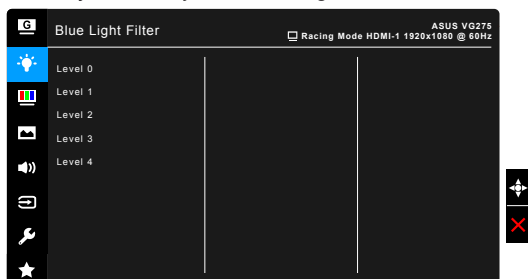 G
Blue Light Filter
ASUS VG275
Racing Mode HDMI-1 1920x1080 @ 60Hz
Level 0
Level 1
Level 2
Level 3
Level 4